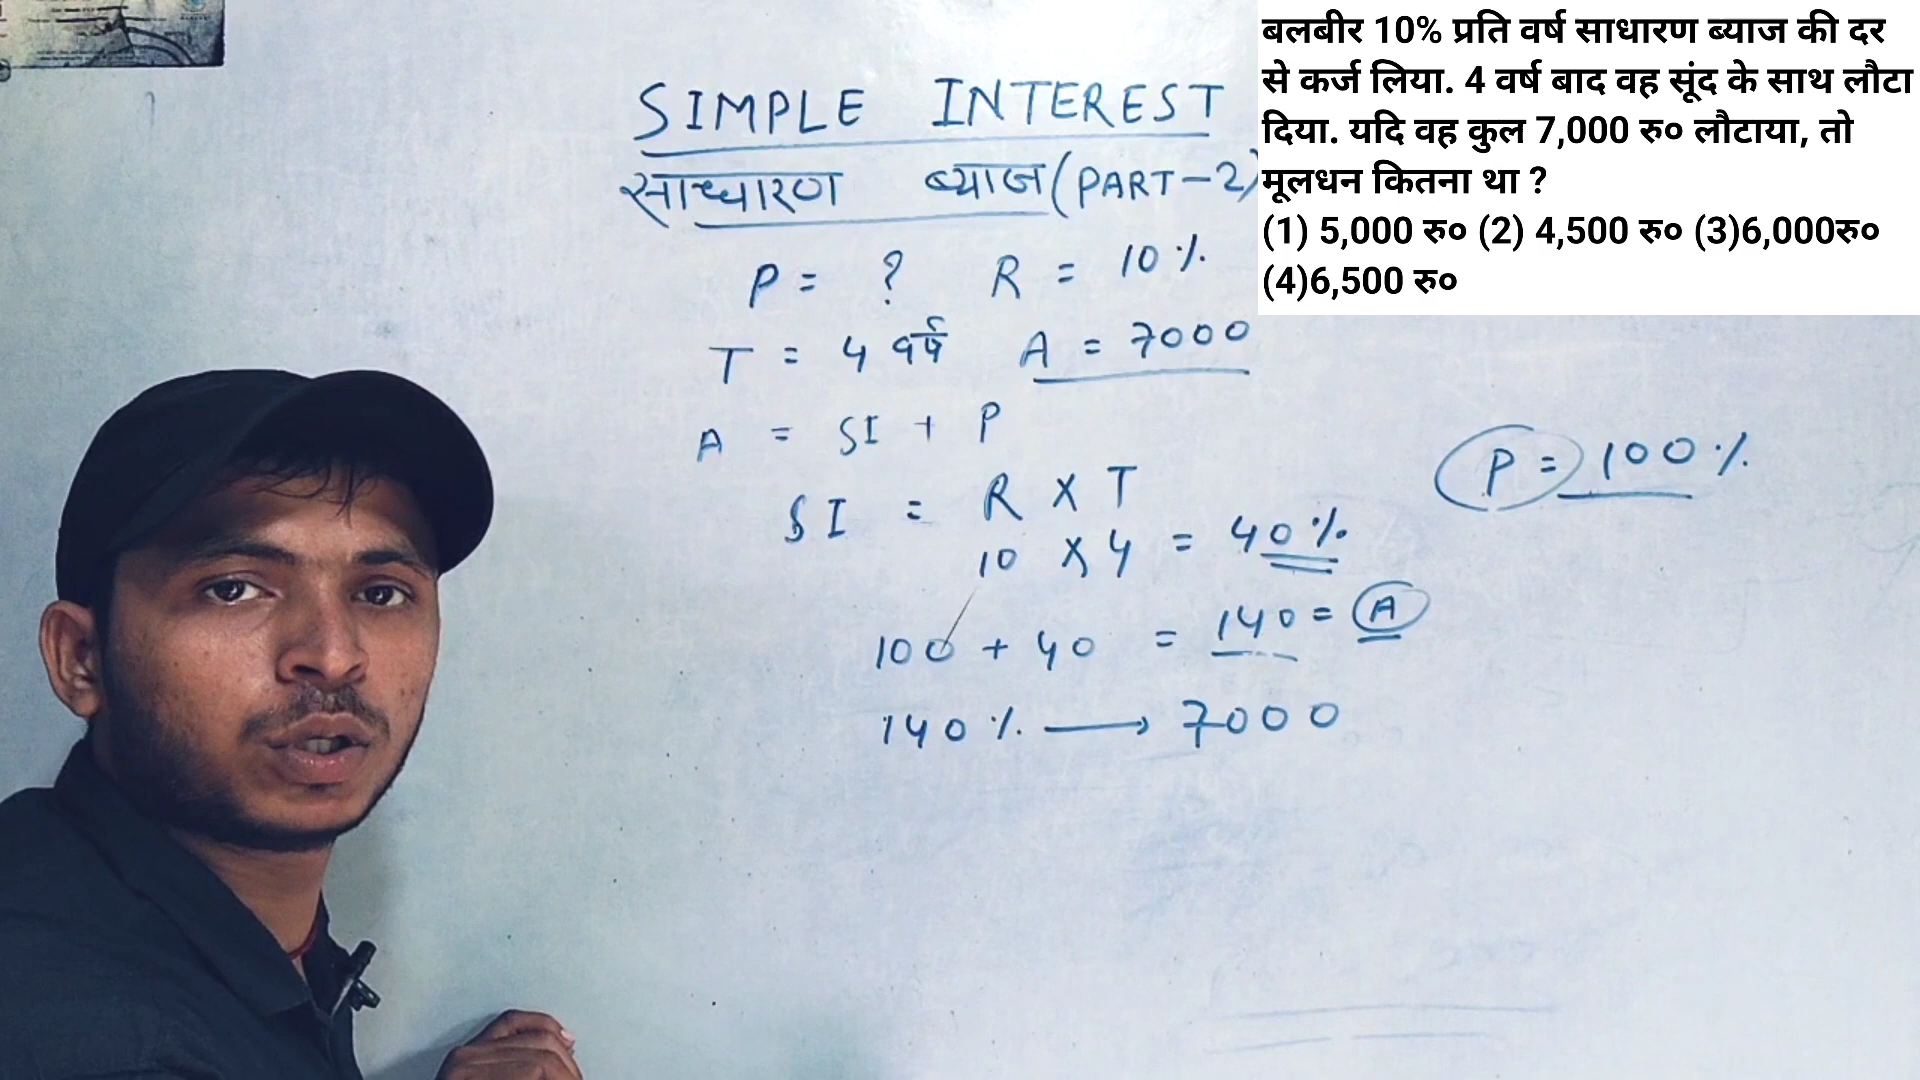 SIMPLE INTEREST
साधारण ब्याज (PART-2)
P = ? R = 10%
T = 4 वर्ष A = 7000
A = SI + P
SI = R X T
10 X 4 = 40%
100 + 40 = 140 = A
140% → 7000
P = 100%
बलबीर 10% प्रति वर्ष साधारण ब्याज की दर
से कर्ज लिया. 4 वर्ष बाद वह सूंद के साथ लौटा
दिया. यदि वह कुल 7,000 रु० लौटाया, तो
मूलधन कितना था ?
(1) 5,000 रु० (2) 4,500 रु० (3)6,000रु०
(4)6,500 रु०